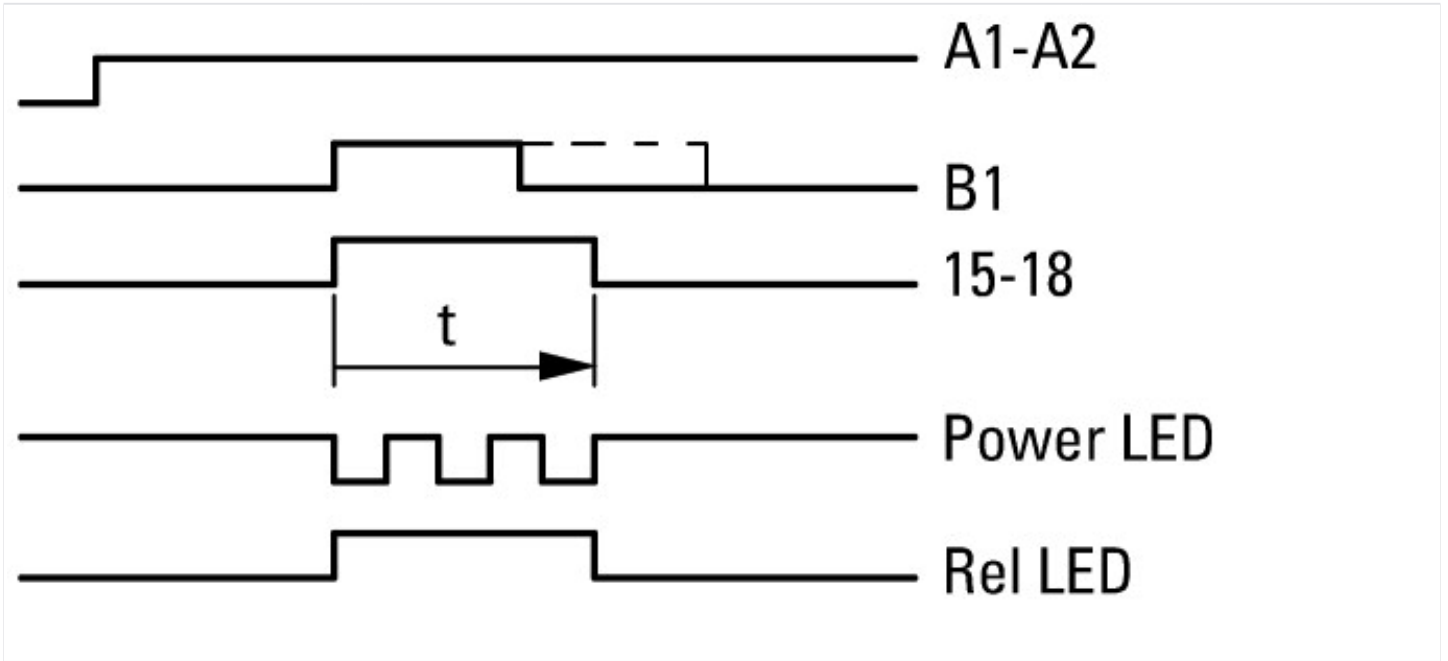 A1-A2
B1
15-18
t
Power LED
Rel LED